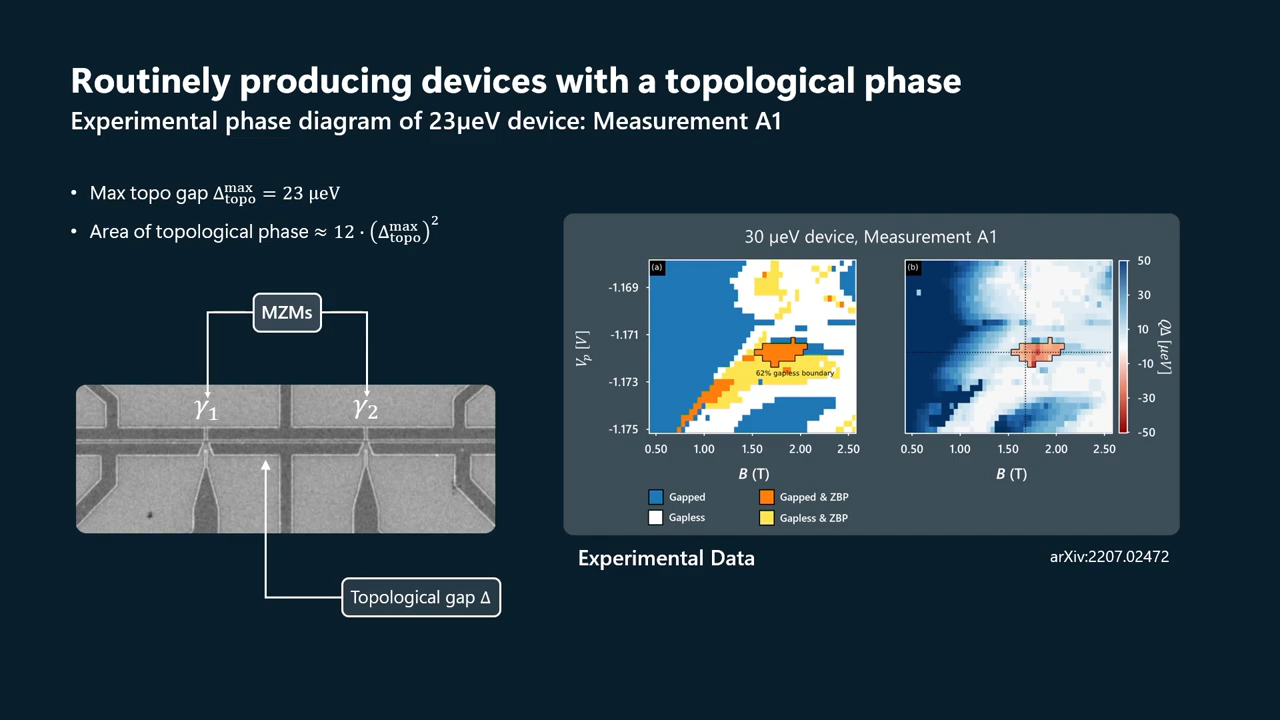 Routinely producing devices with a topological phase
Experimental phase diagram of 23µeV device: Measurement A1
• Max topo gap Δ_topo^max = 23 µeV
• Area of topological phase ≈ 12 · (Δ_topo^max)^2
MZMs
γ₁ γ₂
Topological gap Δ
30 µeV device, Measurement A1
(a)
-1.169
-1.171
-1.173
-1.175
V_p [V]
62% gapless boundary
0.50 1.00 1.50 2.00 2.50
B (T)
(b)
0.50 1.00 1.50 2.00 2.50
B (T)
50
30
10
-10
-30
-50
QΔ [µeV]
Gapped
Gapped & ZBP
Gapless
Gapless & ZBP
Experimental Data
arXiv:2207.02472